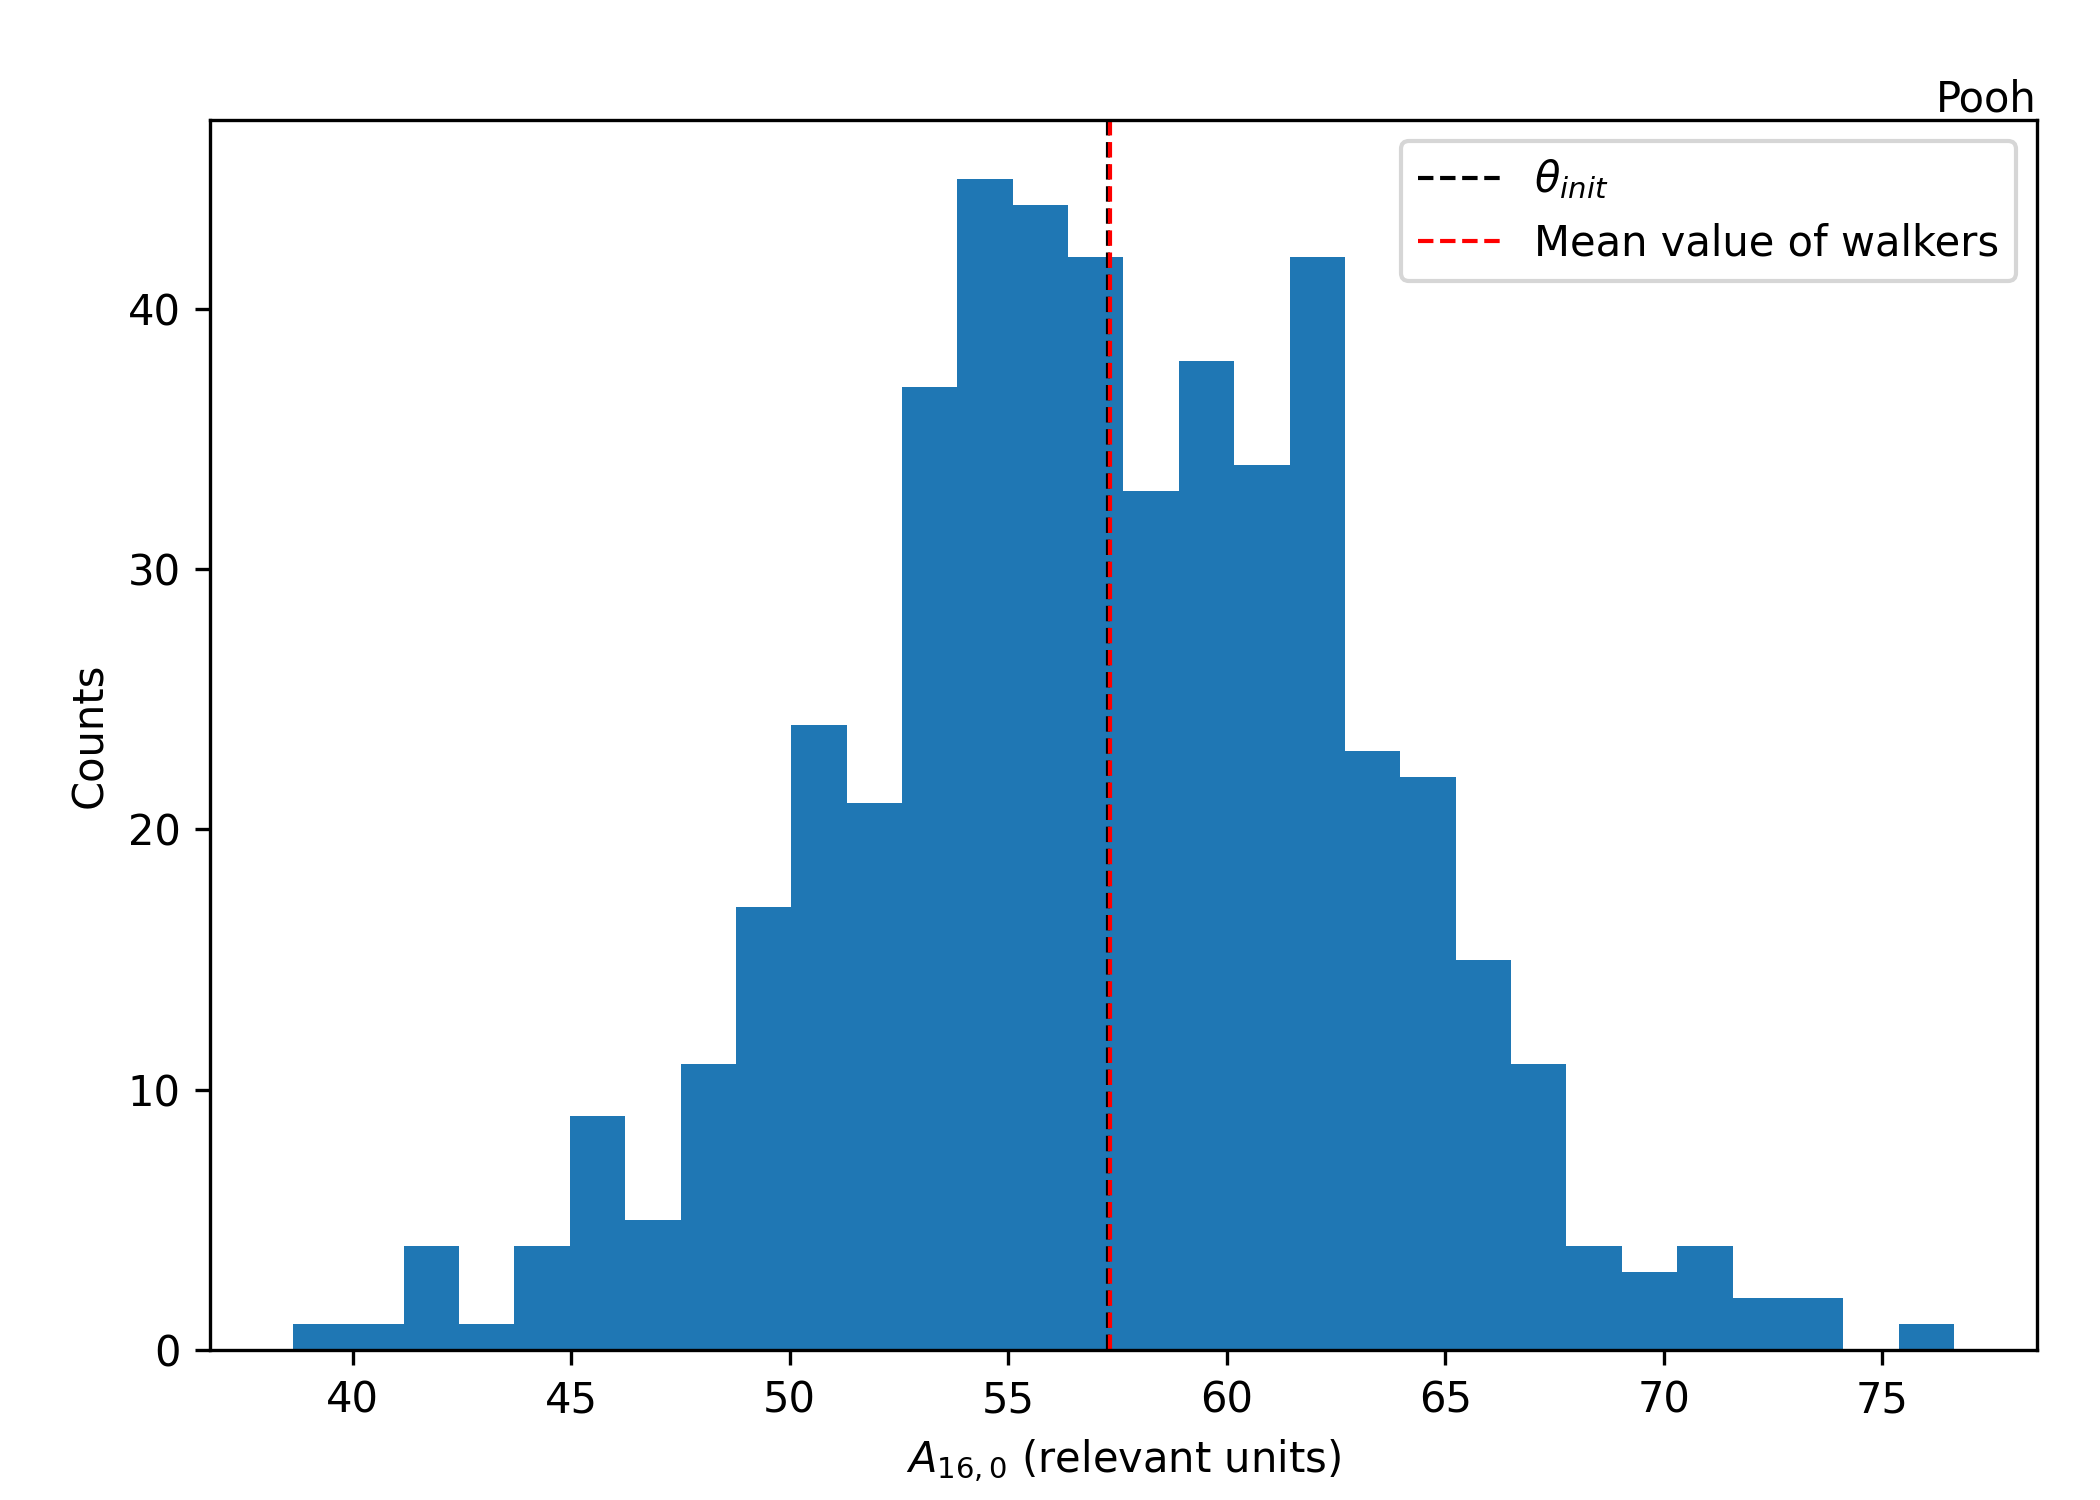 Pooh
θinit
Mean value of walkers
40
30
20
10
0
Counts
40 45 50 55 60 65 70 75
A16,0 (relevant units)